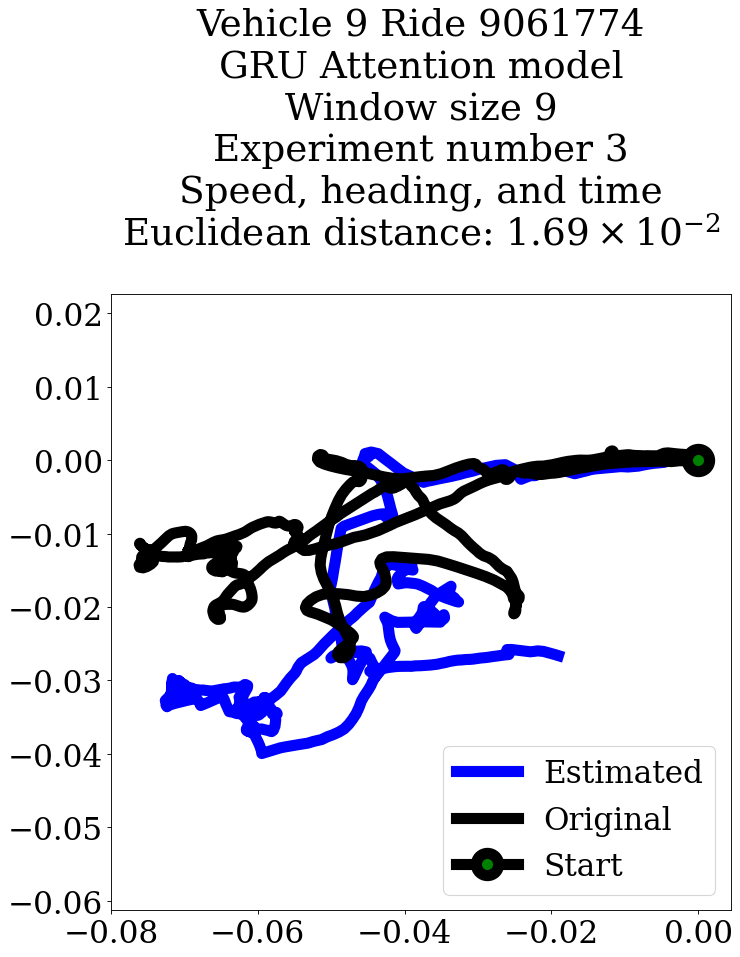 Vehicle 9 Ride 9061774
GRU Attention model
Window size 9
Experiment number 3
Speed, heading, and time
Euclidean distance: 1.69 × 10⁻²
0.02
0.01
0.00
−0.01
−0.02
−0.03
−0.04
−0.05
−0.06
−0.08
−0.06
−0.04
−0.02
0.00
Estimated
Original
Start